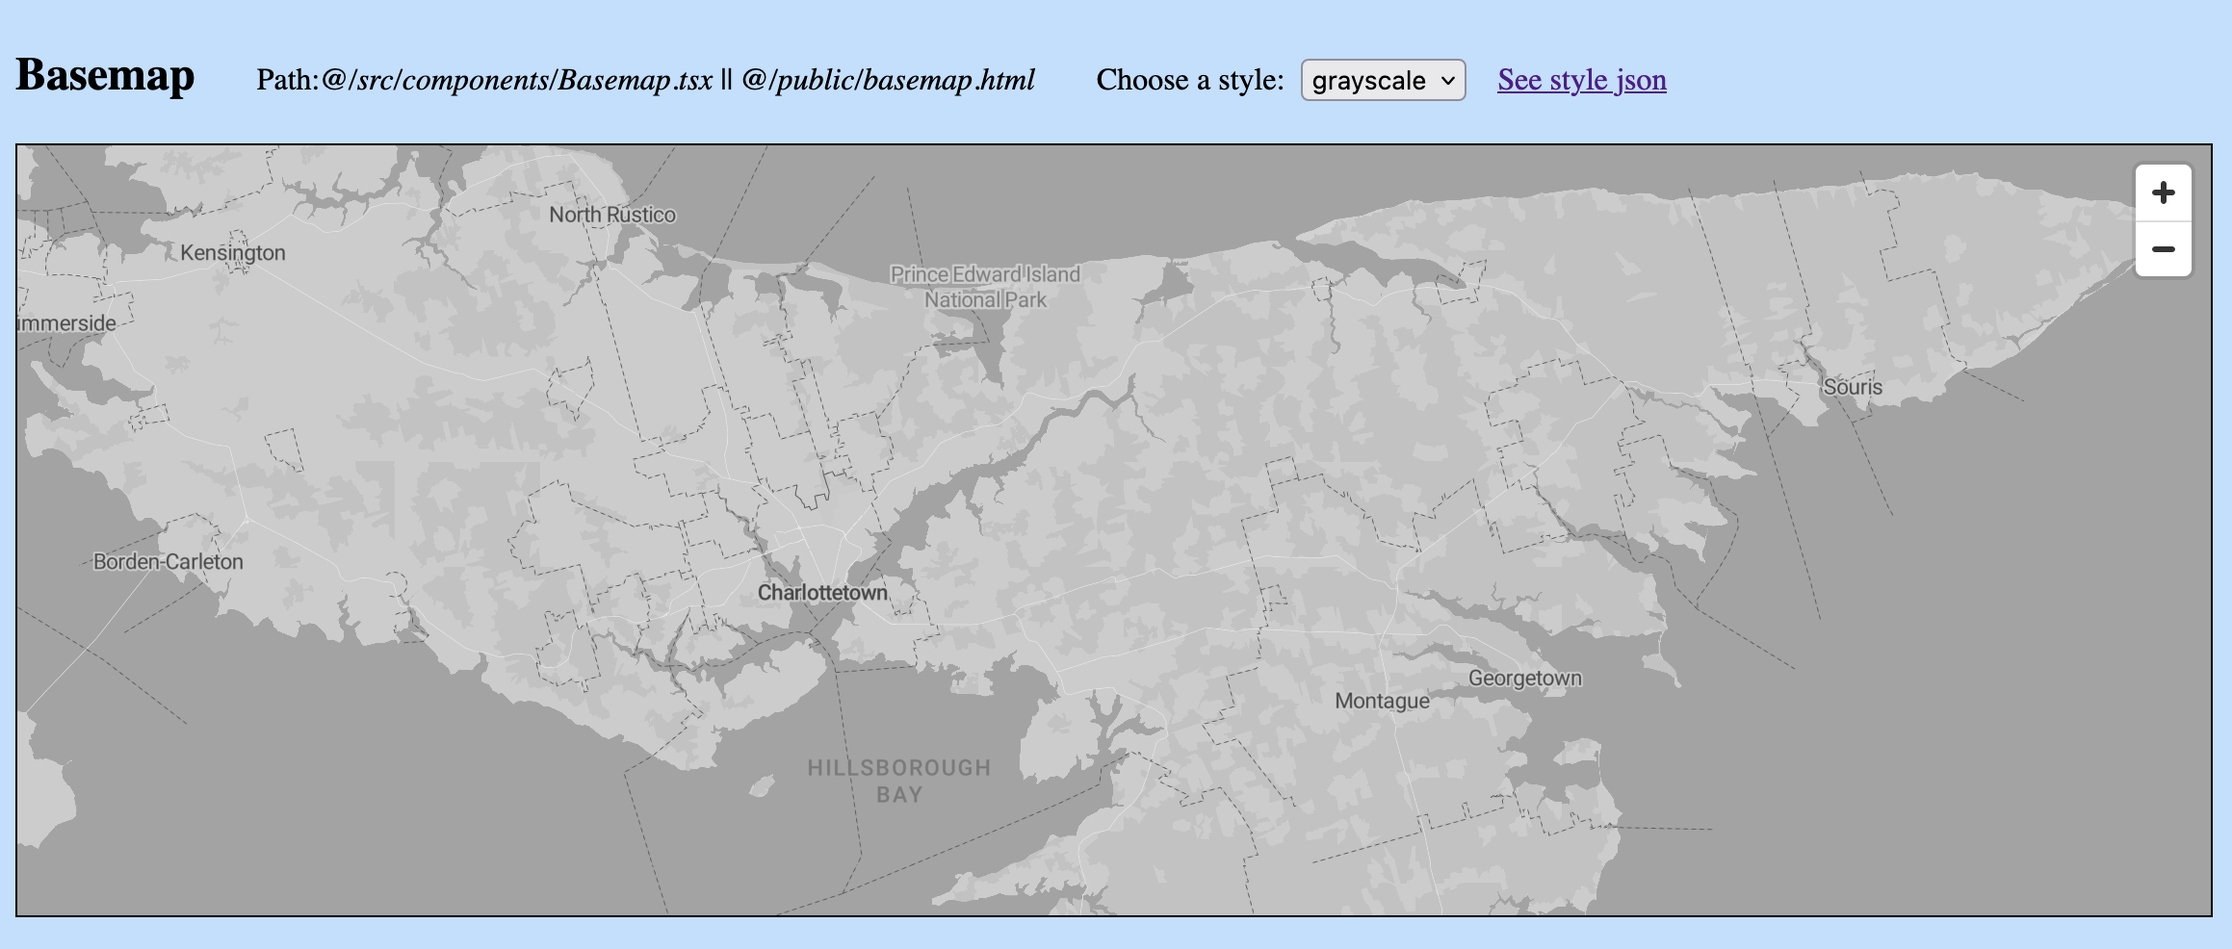 Basemap
Path:@/src/components/Basemap.tsx || @/public/basemap.html
Choose a style: grayscale
See style json
+
−
North Rustico
Kensington
Prince Edward Island
National Park
immerside
Souris
Borden-Carleton
Charlottetown
Georgetown
Montague
HILLSBOROUGH
BAY